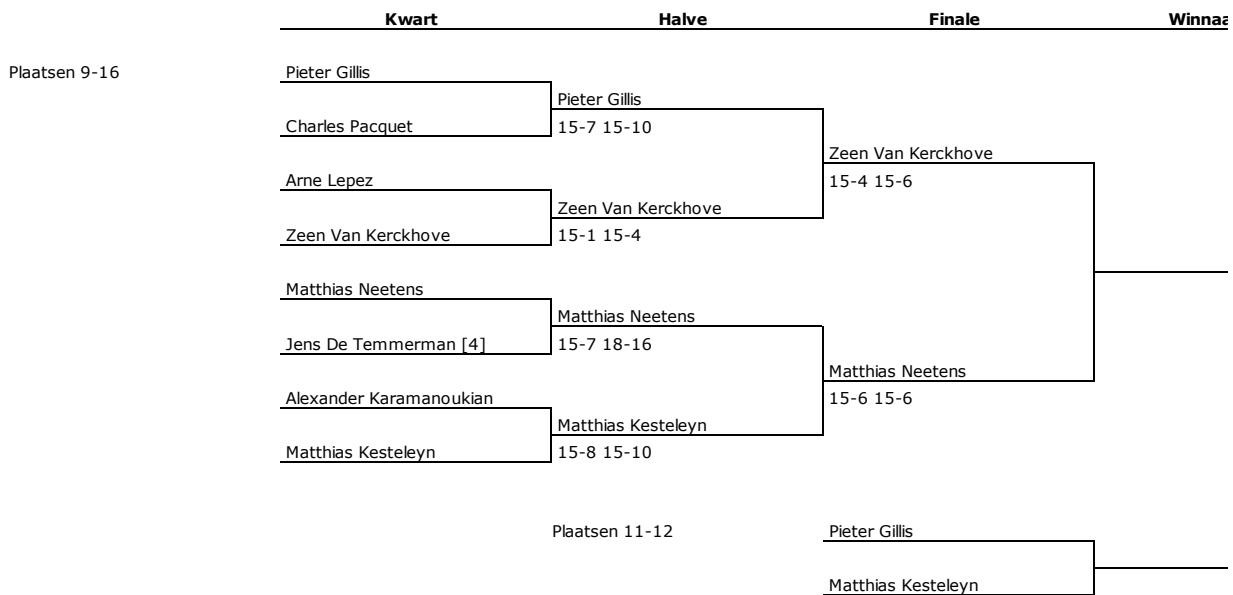 Kwart Halve Finale Winnaa
Plaatsen 9-16 Pieter Gillis
Pieter Gillis
Charles Pacquet 15-7 15-10
Zeen Van Kerckhove
Arne Lepez 15-4 15-6
Zeen Van Kerckhove
Zeen Van Kerckhove 15-1 15-4
Matthias Neetens
Matthias Neetens
Jens De Temmerman [4] 15-7 18-16
Matthias Neetens
Alexander Karamanoukian 15-6 15-6
Matthias Kesteleyn
Matthias Kesteleyn 15-8 15-10
Plaatsen 11-12 Pieter Gillis
Matthias Kesteleyn